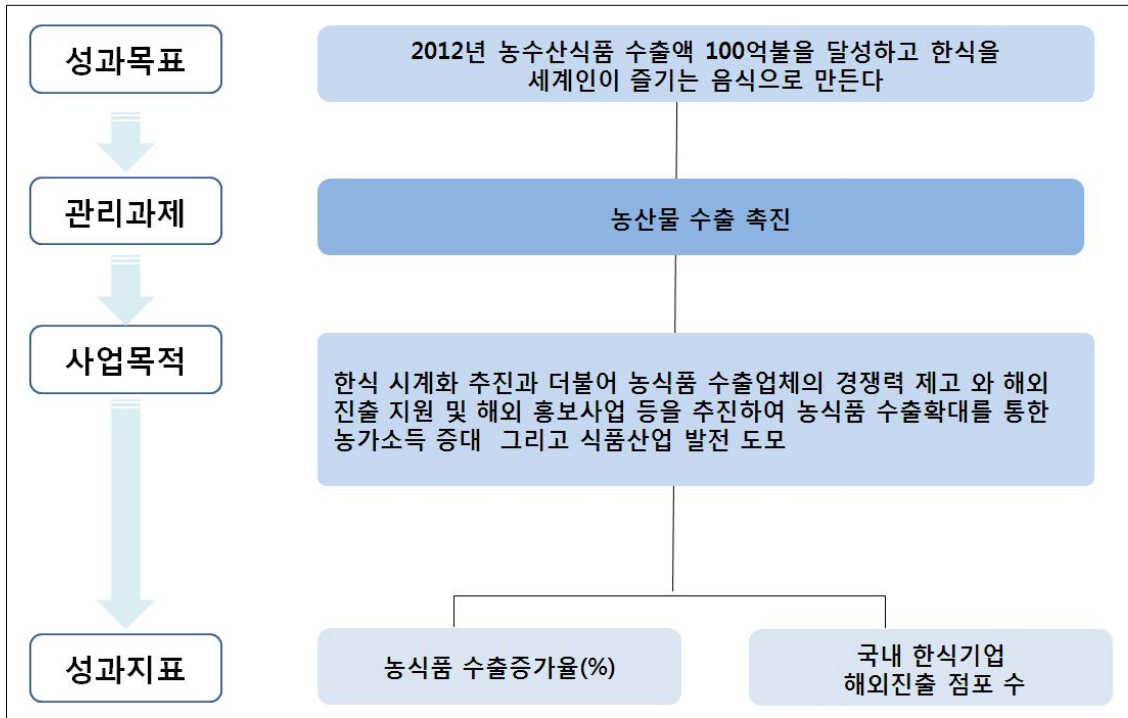 성과목표
2012년 농수산식품 수출액 100억불을 달성하고 한식을
세계인이 즐기는 음식으로 만든다
관리과제
농산물 수출 촉진
사업목적
한식 시계화 추진과 더불어 농식품 수출업체의 경쟁력 제고 와 해외
진출 지원 및 해외 홍보사업 등을 추진하여 농식품 수출확대를 통한
농가소득 증대 그리고 식품산업 발전 도모
성과지표
농식품 수출증가율(%)
국내 한식기업
해외진출 점포 수